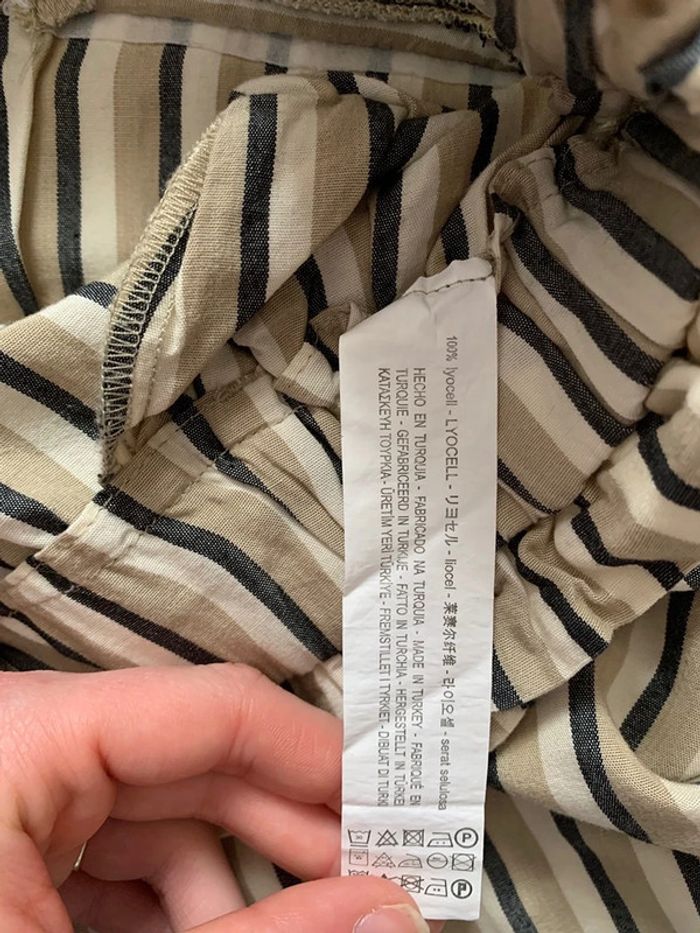 100% lyocell - LYOCELL - リヨセル - liocel - 莱赛尔纤维 - 라이오셀 - serat selulosa
HECHO EN TURQUIA - FABRICADO NA TURQUIA - MADE IN TURKEY - FABRIQUÉ EN
TURQUIE - GEFABRICEERD IN TURKIJE - FATTO IN TURCHIA - HERGESTELLT IN TÜRKEI
ΚΑΤΑΣΚΕΥΗ ΤΟΥΡΚΙΑ - ÜRETİM YERİ TÜRKİYE - FREMSTILLET I TYRKIET - DIBUAT DI TURKI